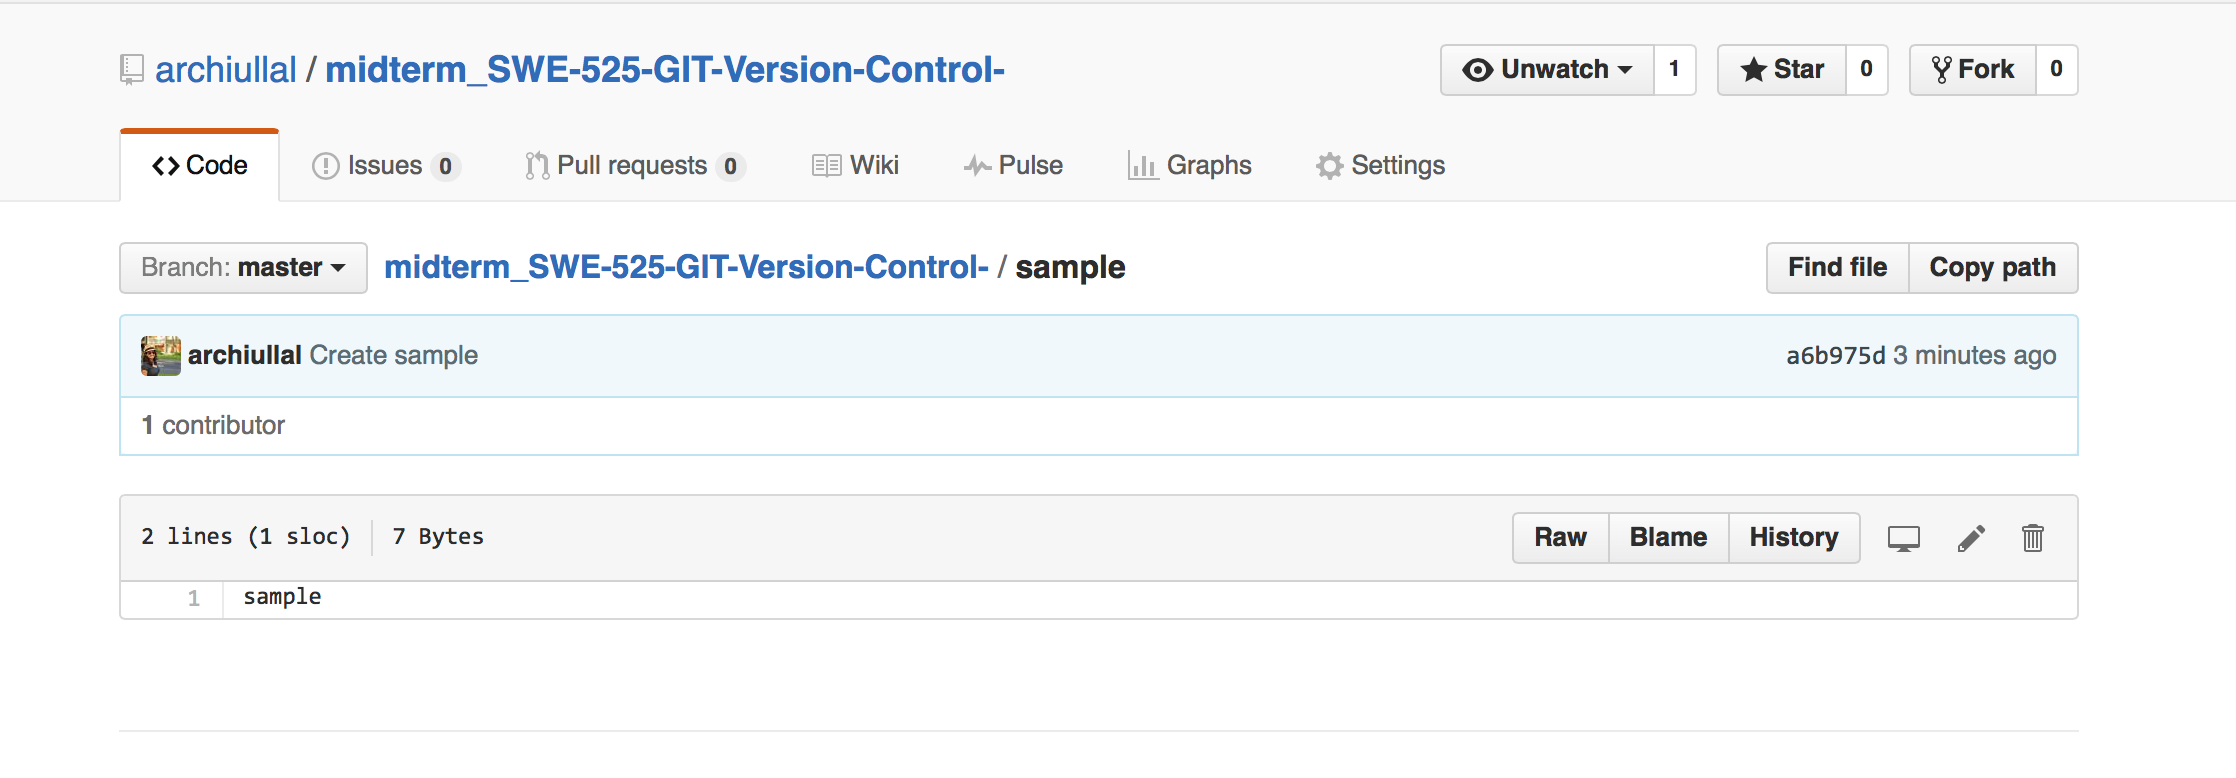 archiullal / midterm_SWE-525-GIT-Version-Control- Unwatch 1 Star 0 Fork 0
Code Issues 0 Pull requests 0 Wiki Pulse Graphs Settings
Branch: master midterm_SWE-525-GIT-Version-Control- / sample Find file Copy path
archiullal Create sample a6b975d 3 minutes ago
1 contributor
2 lines (1 sloc) 7 Bytes Raw Blame History
1 sample